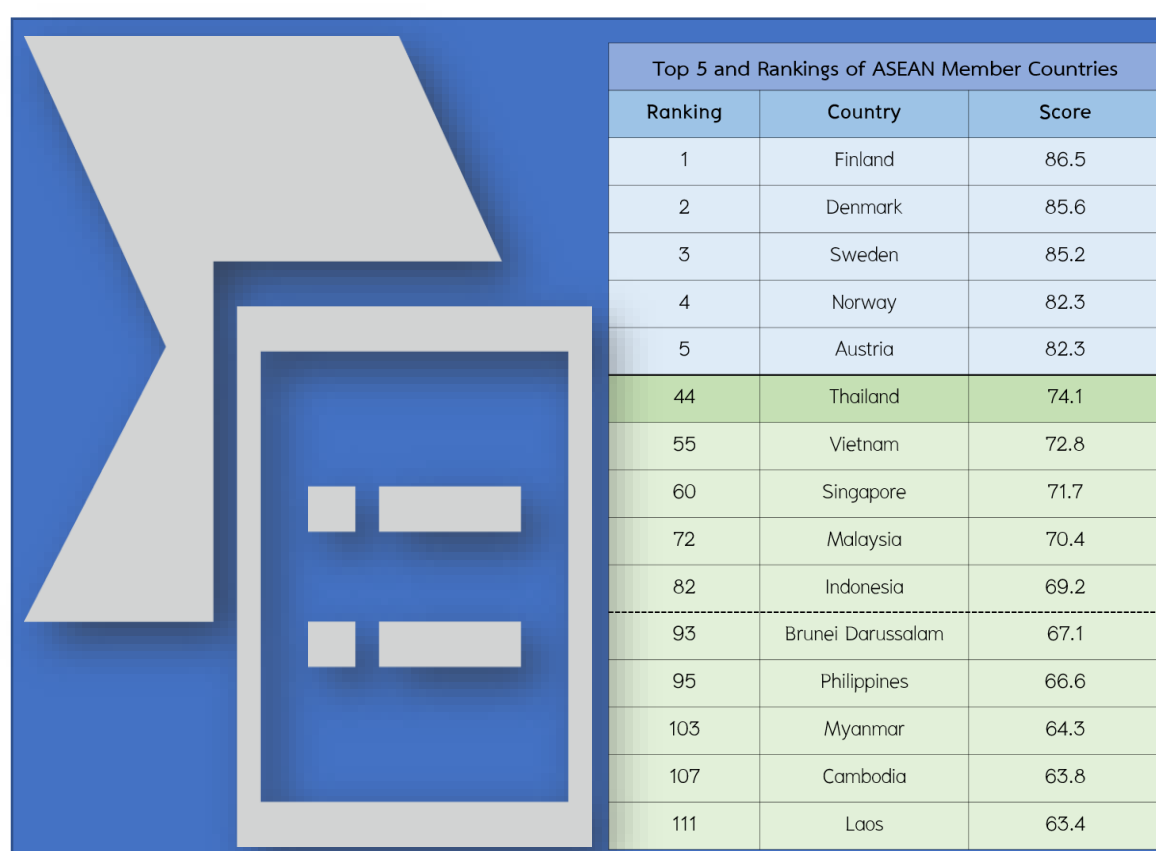 Top 5 and Rankings of ASEAN Member Countries
Ranking Country Score
1 Finland 86.5
2 Denmark 85.6
3 Sweden 85.2
4 Norway 82.3
5 Austria 82.3
44 Thailand 74.1
55 Vietnam 72.8
60 Singapore 71.7
72 Malaysia 70.4
82 Indonesia 69.2
93 Brunei Darussalam 67.1
95 Philippines 66.6
103 Myanmar 64.3
107 Cambodia 63.8
111 Laos 63.4